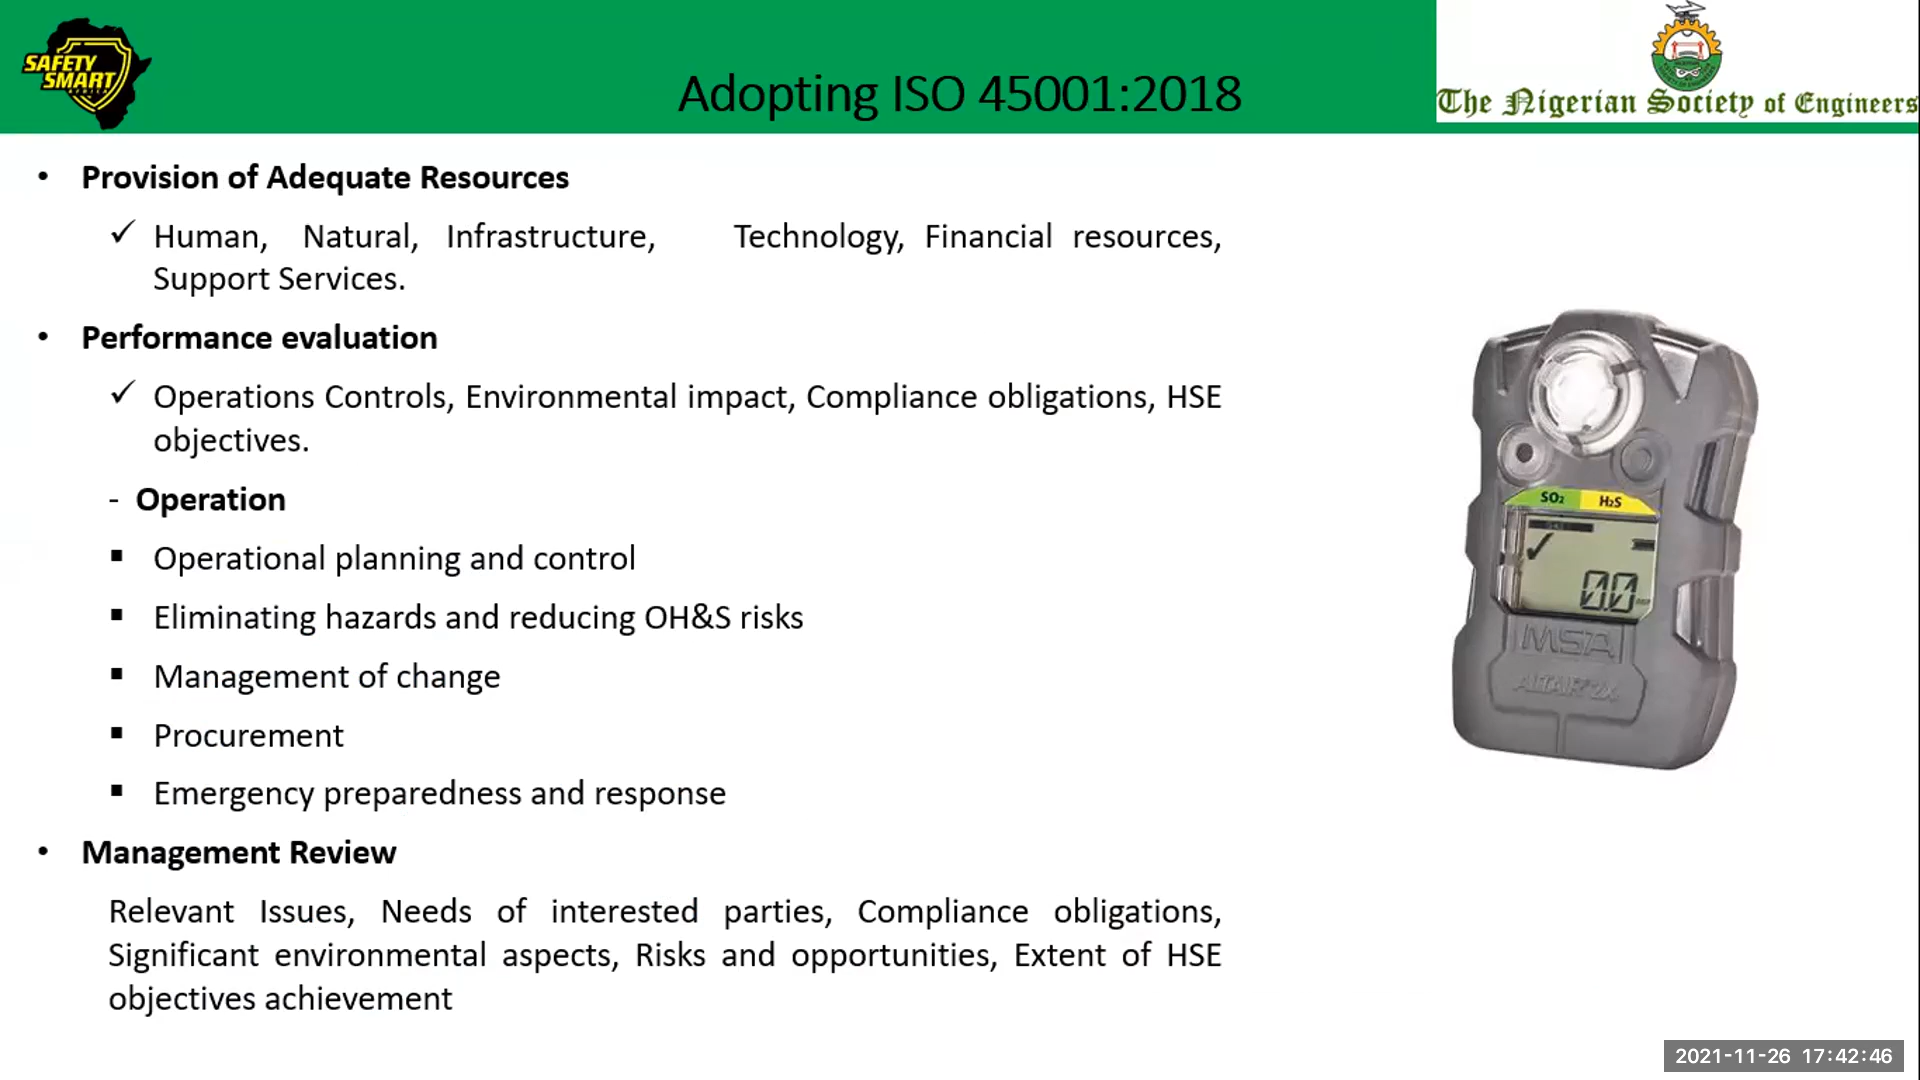 SAFETY
SMART
Adopting ISO 45001:2018
The Nigerian Society of Engineers
• Provision of Adequate Resources
✓ Human, Natural, Infrastructure, Technology, Financial resources,
Support Services.
• Performance evaluation
✓ Operations Controls, Environmental impact, Compliance obligations, HSE
objectives.
- Operation
▪ Operational planning and control
▪ Eliminating hazards and reducing OH&S risks
▪ Management of change
▪ Procurement
▪ Emergency preparedness and response
• Management Review
Relevant Issues, Needs of interested parties, Compliance obligations,
Significant environmental aspects, Risks and opportunities, Extent of HSE
objectives achievement
SO₂ H₂S
0.0
MSA
ALTAIR 2X
2021-11-26 17:42:46